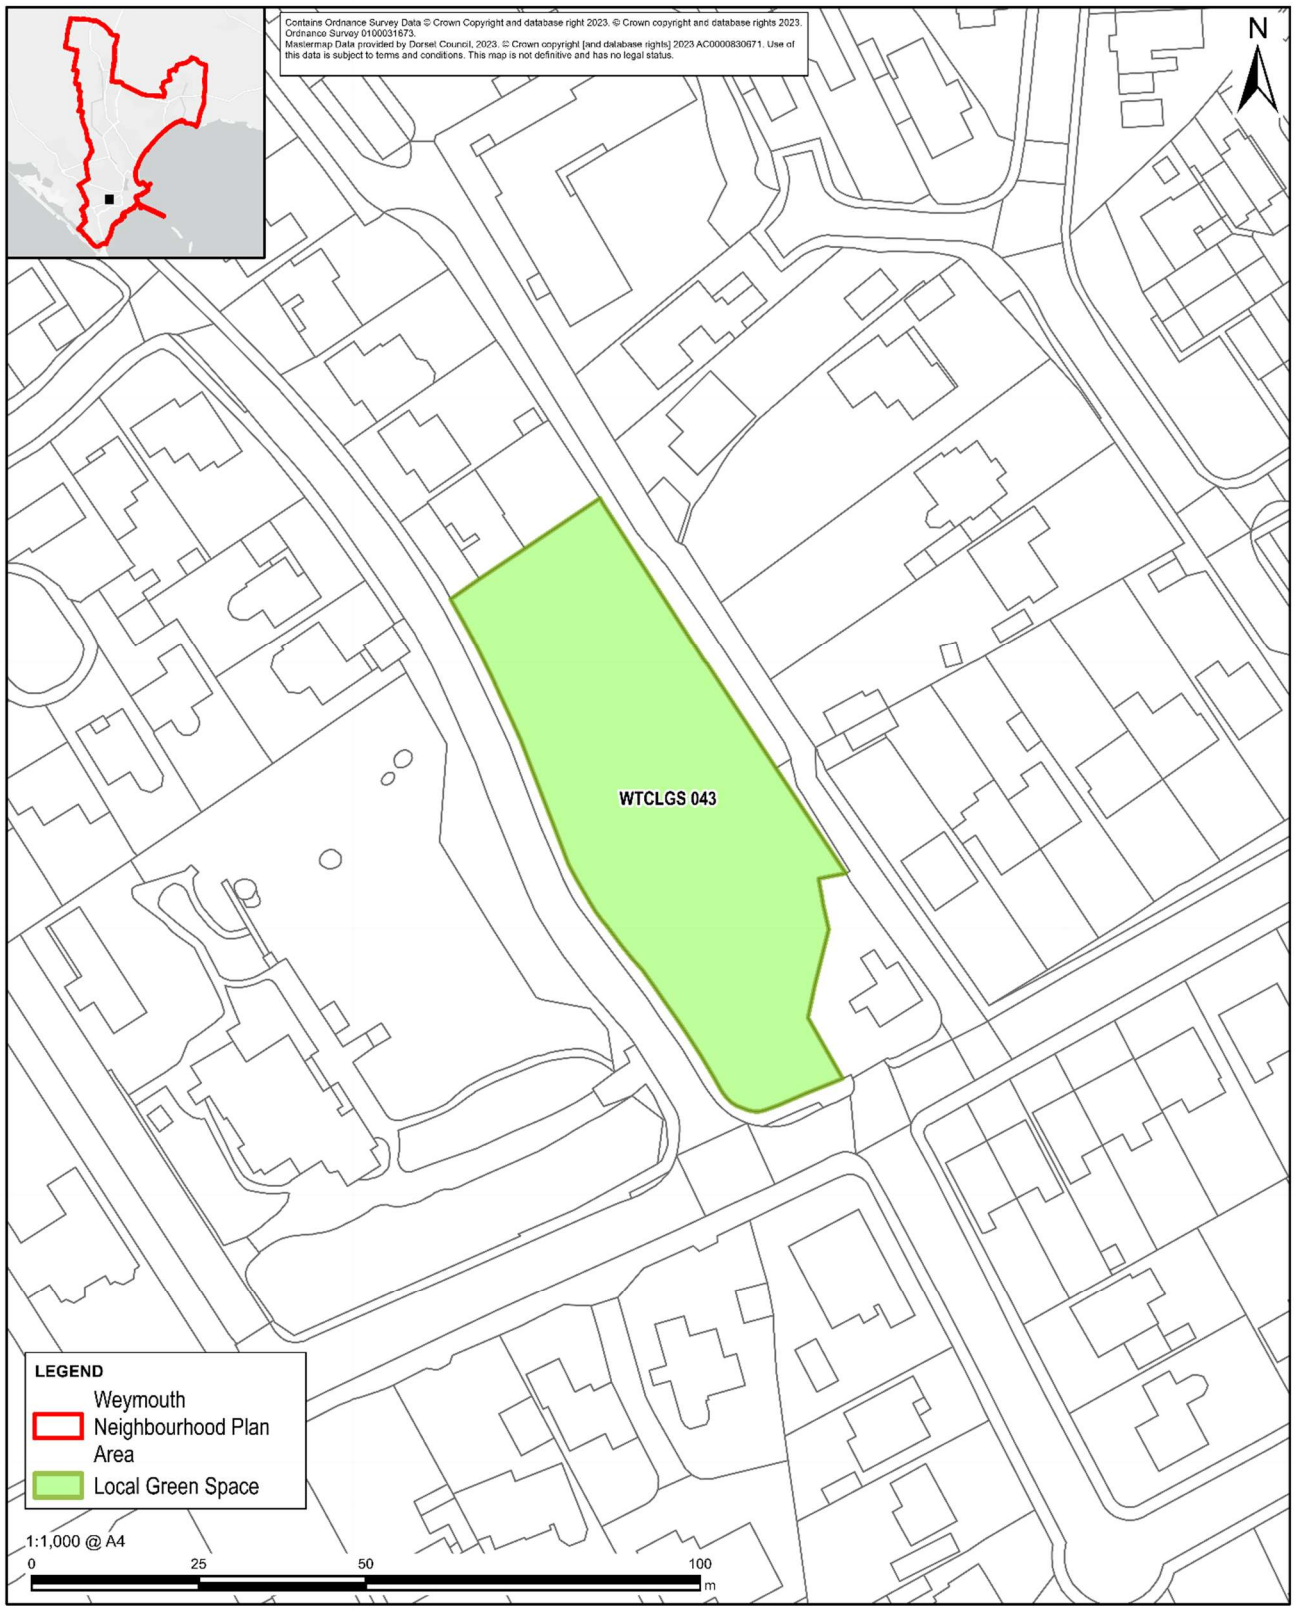 Contains Ordnance Survey Data © Crown Copyright and database right 2023. © Crown copyright and database rights 2023.
Ordnance Survey 0100031673.
Mastermap Data provided by Dorset Council, 2023. © Crown copyright [and database rights] 2023 AC0000830671. Use of
this data is subject to terms and conditions. This map is not definitive and has no legal status.
N
WTCLGS 043
LEGEND
Weymouth
Neighbourhood Plan
Area
Local Green Space
1:1,000 @ A4
0 25 50 100
m